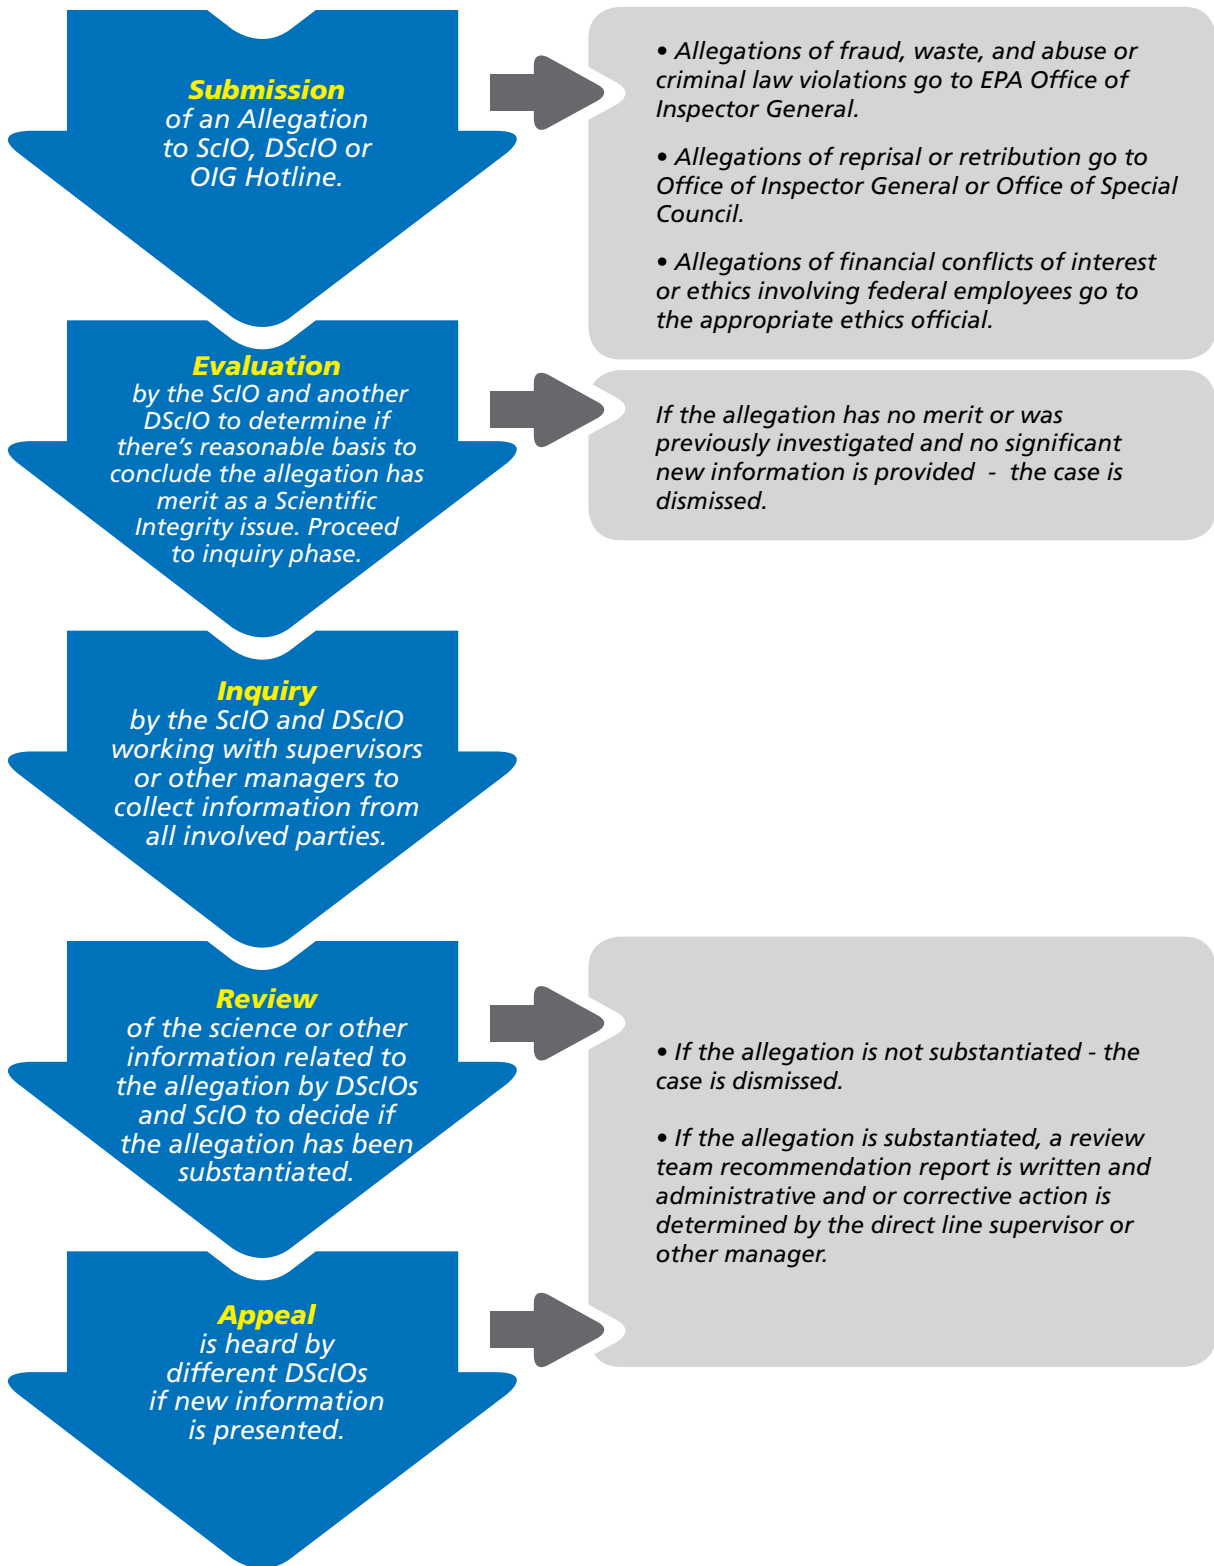 Submission
of an Allegation
to ScIO, DScIO or
OIG Hotline.
• Allegations of fraud, waste, and abuse or
criminal law violations go to EPA Office of
Inspector General.
• Allegations of reprisal or retribution go to
Office of Inspector General or Office of Special
Council.
• Allegations of financial conflicts of interest
or ethics involving federal employees go to
the appropriate ethics official.
Evaluation
by the ScIO and another
DScIO to determine if
there's reasonable basis to
conclude the allegation has
merit as a Scientific
Integrity issue. Proceed
to inquiry phase.
If the allegation has no merit or was
previously investigated and no significant
new information is provided - the case is
dismissed.
Inquiry
by the ScIO and DScIO
working with supervisors
or other managers to
collect information from
all involved parties.
Review
of the science or other
information related to
the allegation by DScIOs
and ScIO to decide if
the allegation has been
substantiated.
• If the allegation is not substantiated - the
case is dismissed.
• If the allegation is substantiated, a review
team recommendation report is written and
administrative and or corrective action is
determined by the direct line supervisor or
other manager.
Appeal
is heard by
different DScIOs
if new information
is presented.